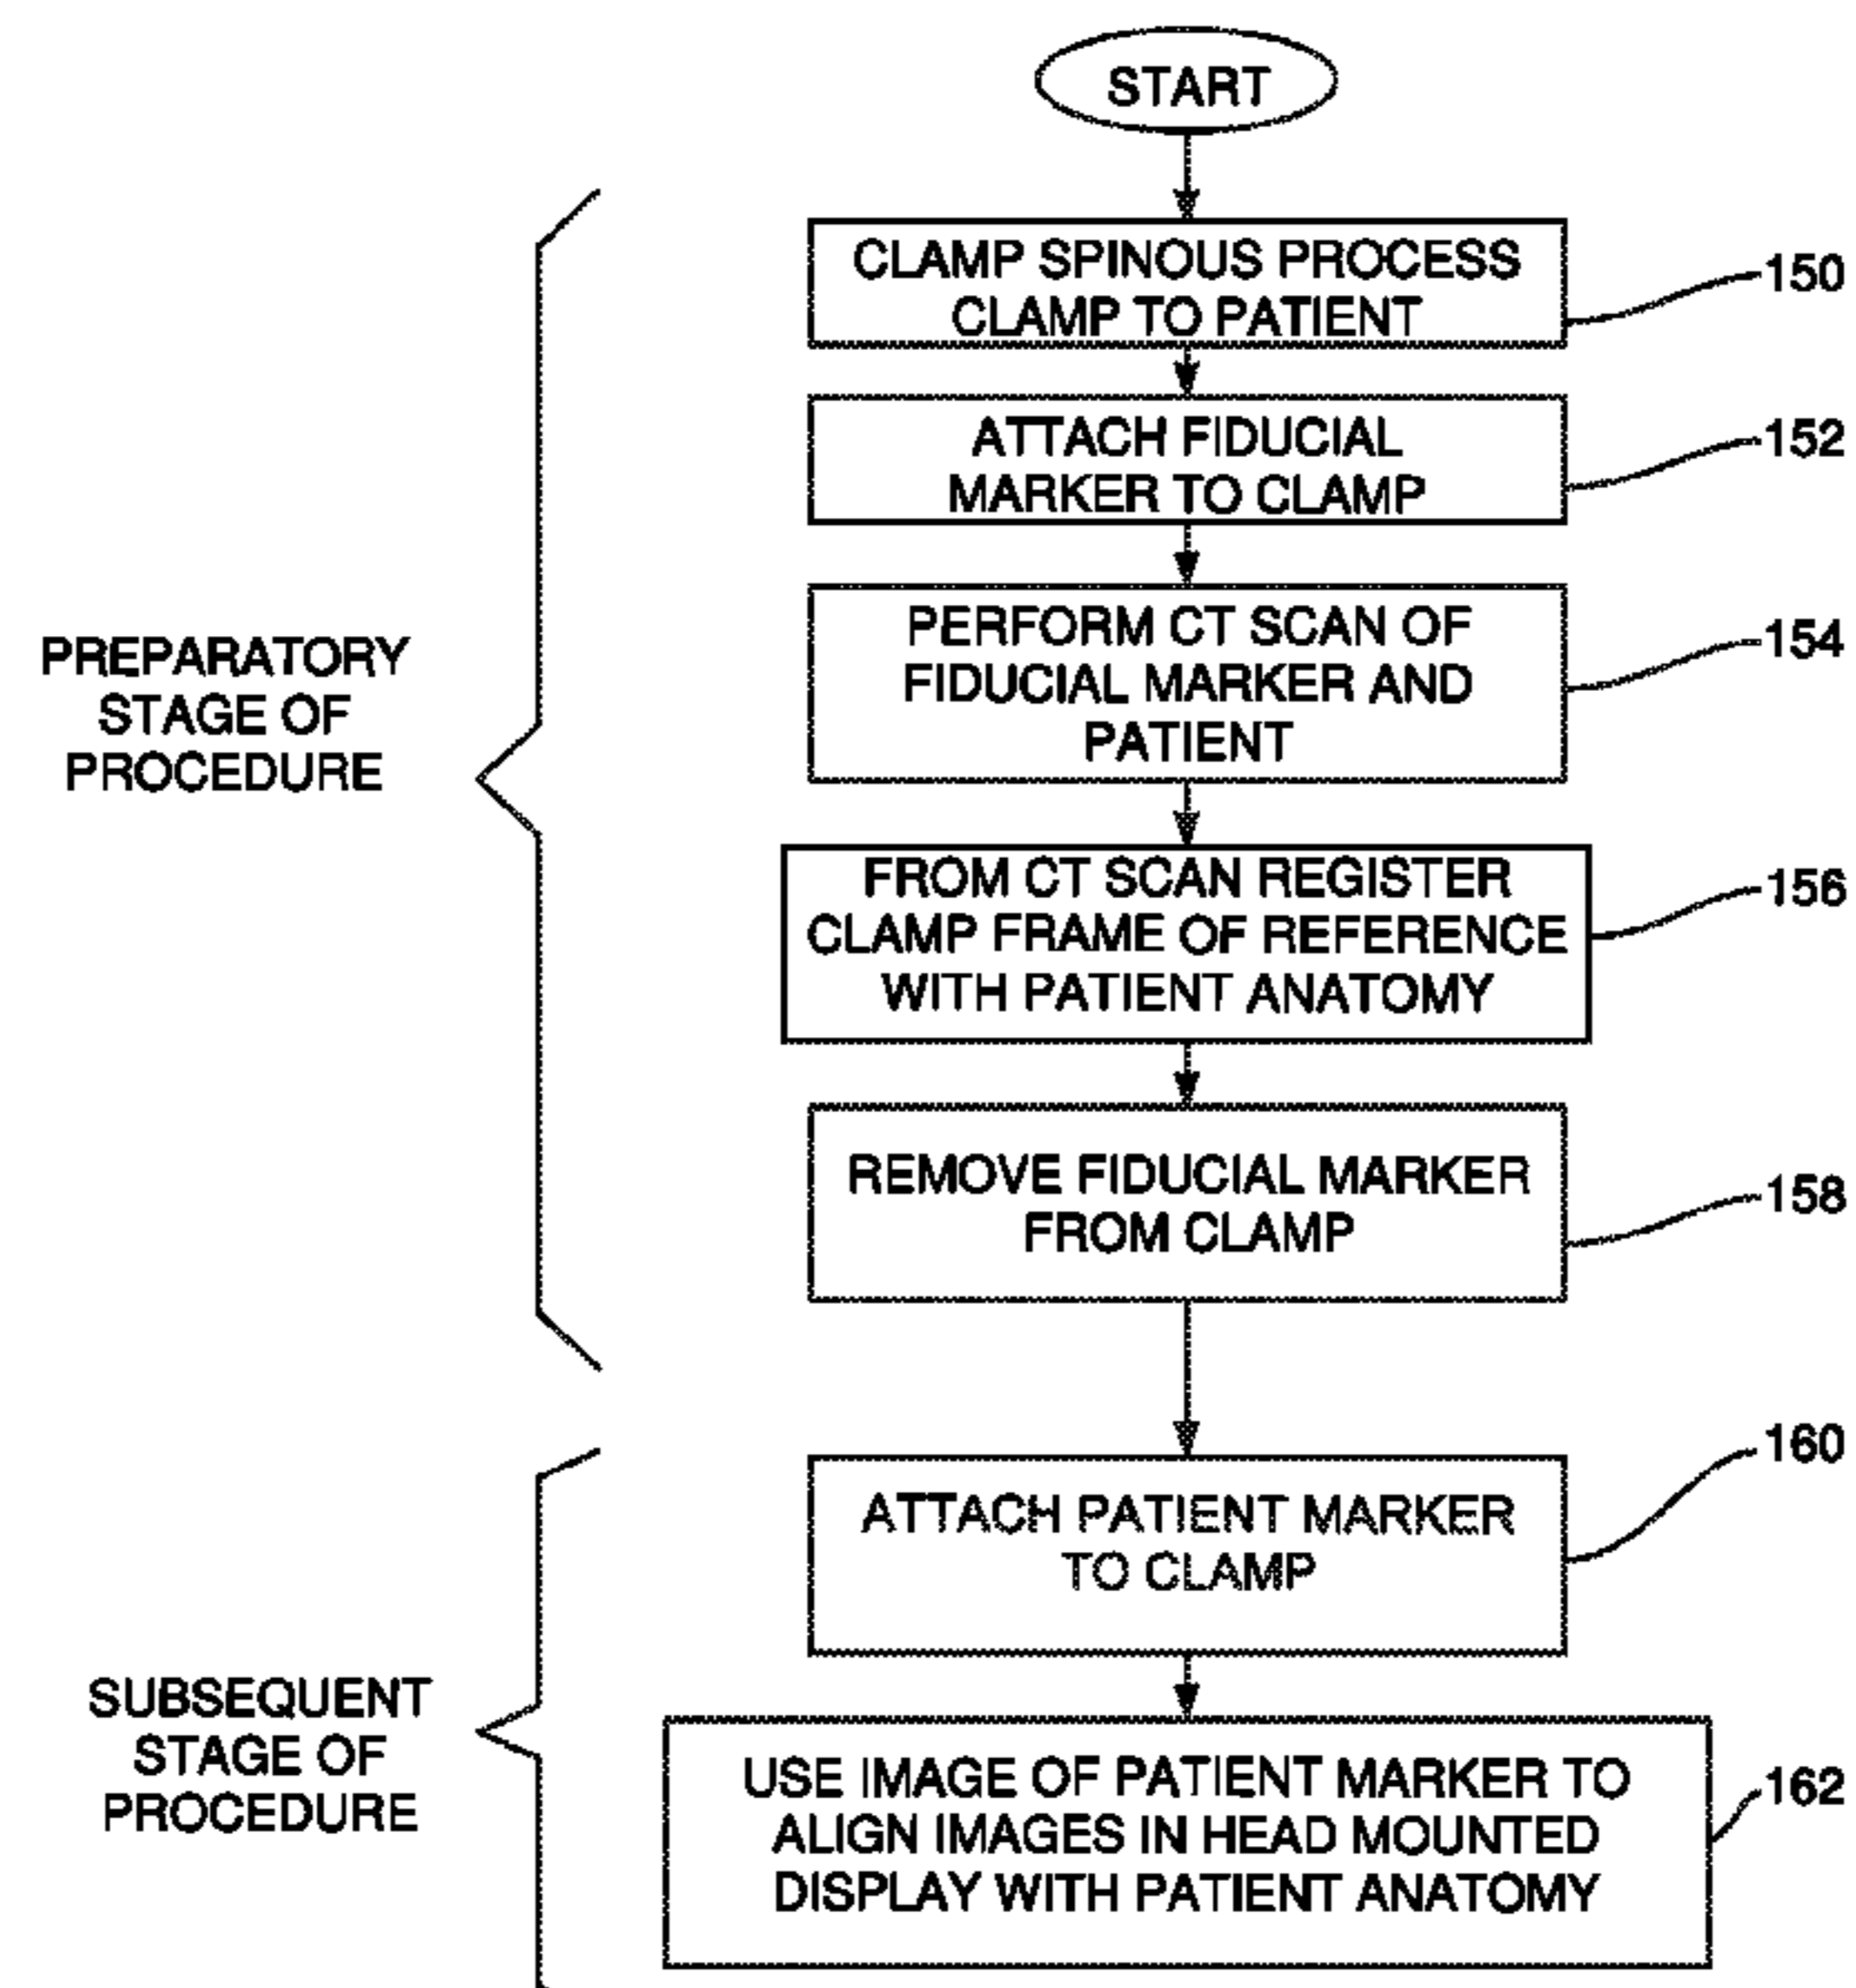 START
CLAMP SPINOUS PROCESS
CLAMP TO PATIENT
150
ATTACH FIDUCIAL
MARKER TO CLAMP
152
PERFORM CT SCAN OF
FIDUCIAL MARKER AND
PATIENT
154
PREPARATORY
STAGE OF
PROCEDURE
FROM CT SCAN REGISTER
CLAMP FRAME OF REFERENCE
WITH PATIENT ANATOMY
156
REMOVE FIDUCIAL MARKER
FROM CLAMP
158
ATTACH PATIENT MARKER
TO CLAMP
160
SUBSEQUENT
STAGE OF
PROCEDURE
USE IMAGE OF PATIENT MARKER TO
ALIGN IMAGES IN HEAD MOUNTED
DISPLAY WITH PATIENT ANATOMY
162